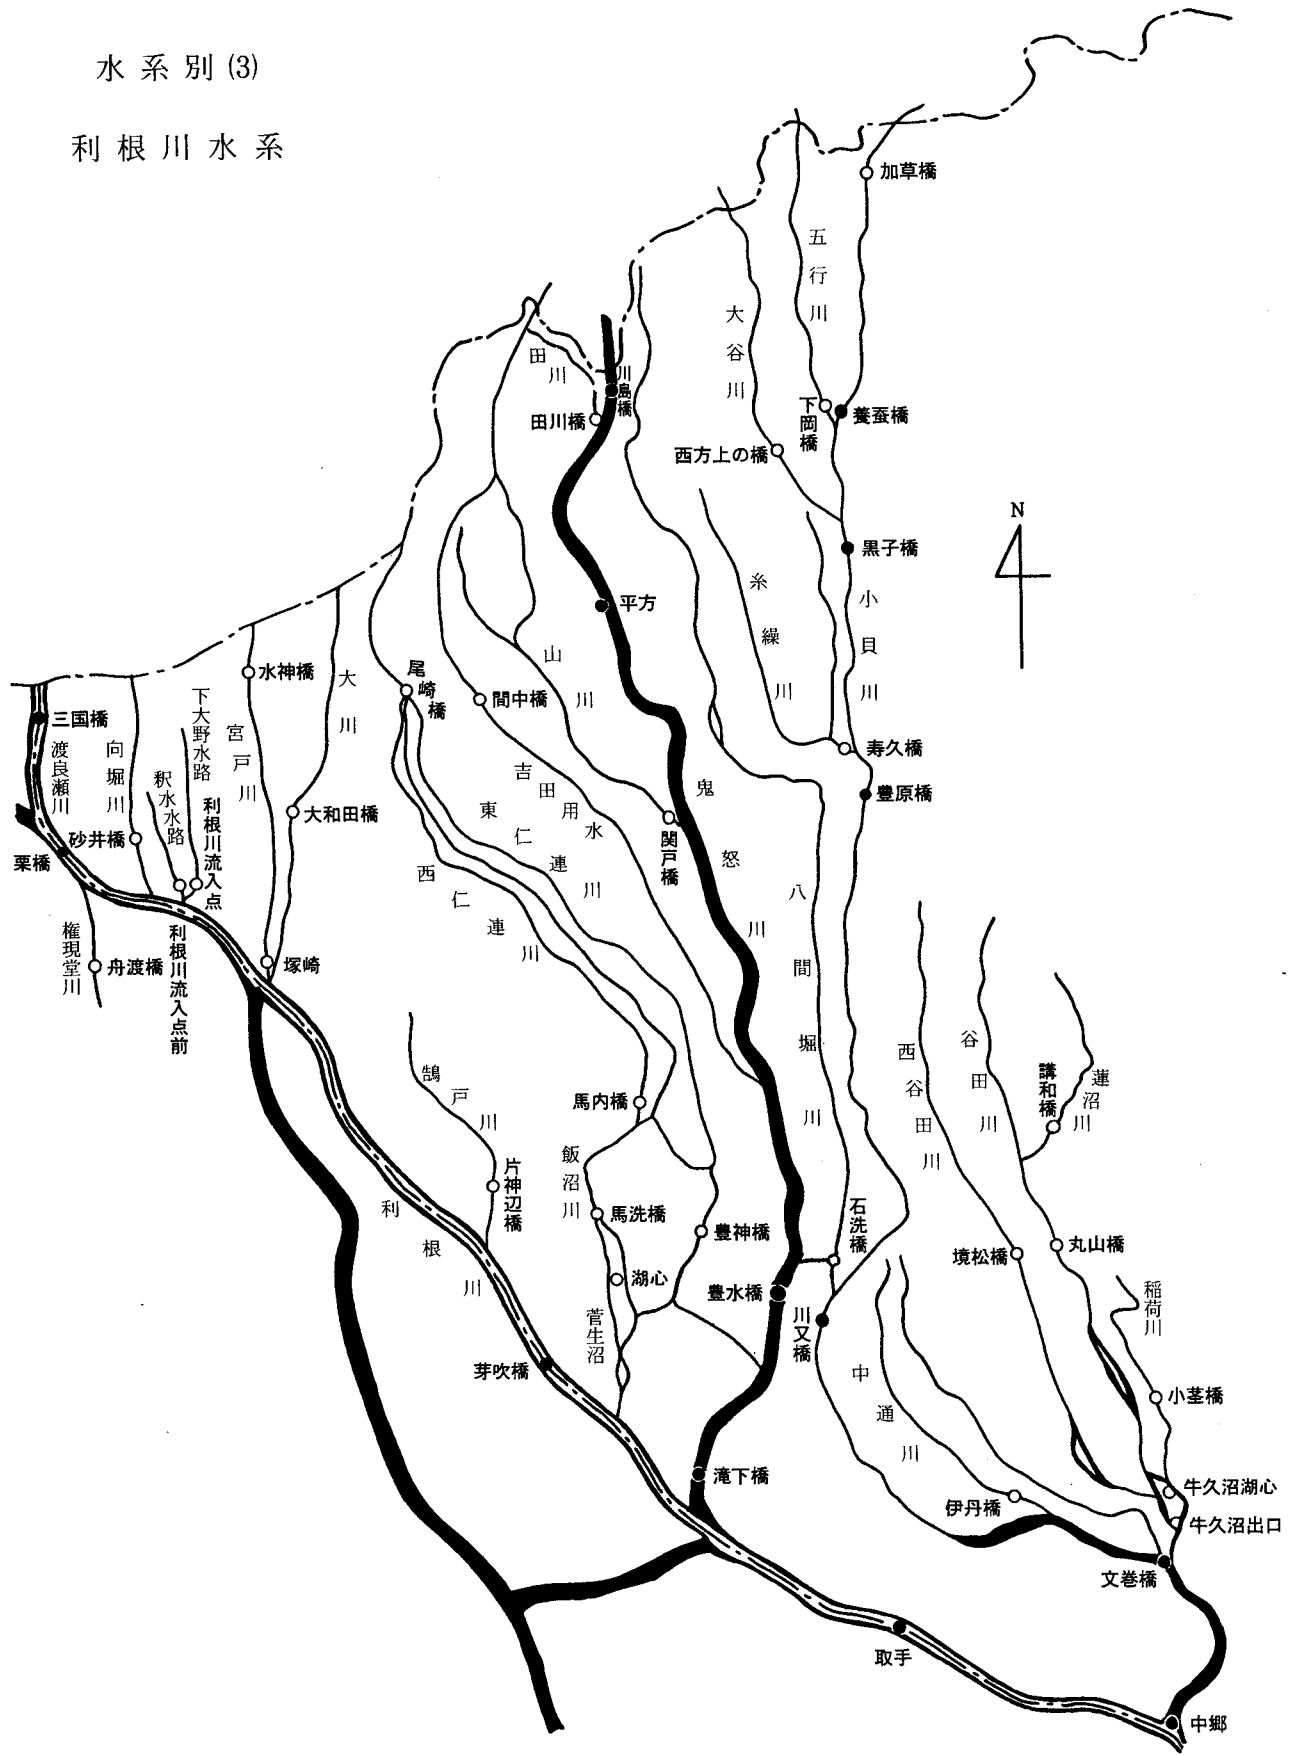 水系別(3)
利根川水系
加草橋
五行川
大谷川
田川
川島橋
田川橋
下岡橋
養蚕橋
西方上の橋
N
黒子橋
糸繰川
小貝川
平方
山川
尾崎橋
間中橋
水神橋
大川
下大野水路
三国橋
渡良瀬川
向堀川
宮戸川
釈水水路
利根川流入点
大和田橋
砂井橋
栗橋
寿久橋
豊原橋
鬼怒川
吉田用水
東仁連川
西仁連川
関戸橋
八間堀川
権現堂川
舟渡橋
利根川流入点前
塚崎
西谷田川
谷田川
講和橋
蓮沼川
鵠戸川
馬内橋
飯沼川
片神辺橋
利根川
馬洗橋
豊神橋
石洗橋
境松橋
丸山橋
湖心
豊水橋
菅生沼
川又橋
稲荷川
芽吹橋
中通川
小茎橋
滝下橋
伊丹橋
牛久沼湖心
牛久沼出口
文巻橋
取手
中郷